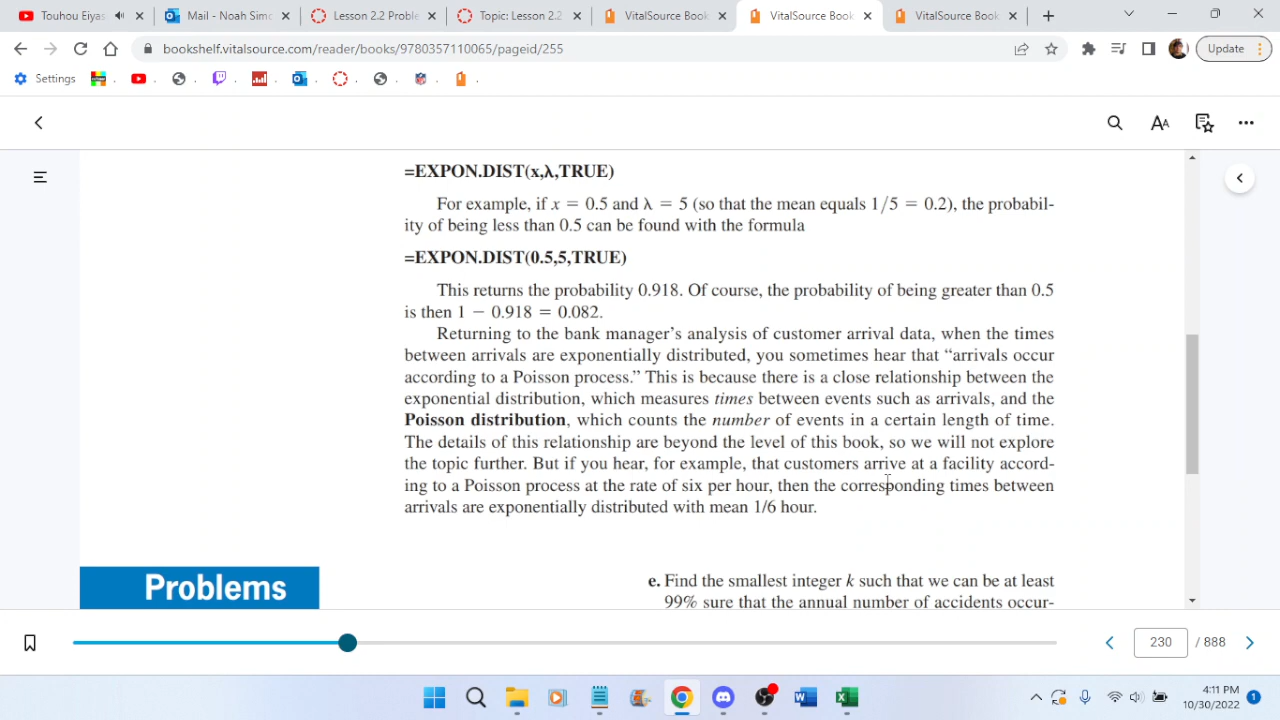 Touhou Eiyas
Mail - Noah Sim
Lesson 2.2 Proble
Topic: Lesson 2.2
VitalSource Book
VitalSource Book
VitalSource Book
bookshelf.vitalsource.com/reader/books/9780357110065/pageid/255
Update
Settings
=EXPON.DIST(x,λ,TRUE)
For example, if x = 0.5 and λ = 5 (so that the mean equals 1/5 = 0.2), the probabil-
ity of being less than 0.5 can be found with the formula
=EXPON.DIST(0.5,5,TRUE)
This returns the probability 0.918. Of course, the probability of being greater than 0.5
is then 1 − 0.918 = 0.082.
Returning to the bank manager's analysis of customer arrival data, when the times
between arrivals are exponentially distributed, you sometimes hear that “arrivals occur
according to a Poisson process.” This is because there is a close relationship between the
exponential distribution, which measures times between events such as arrivals, and the
Poisson distribution, which counts the number of events in a certain length of time.
The details of this relationship are beyond the level of this book, so we will not explore
the topic further. But if you hear, for example, that customers arrive at a facility accord-
ing to a Poisson process at the rate of six per hour, then the corresponding times between
arrivals are exponentially distributed with mean 1/6 hour.
Problems
e. Find the smallest integer k such that we can be at least
99% sure that the annual number of accidents occur-
230 / 888
4:11 PM
10/30/2022
1